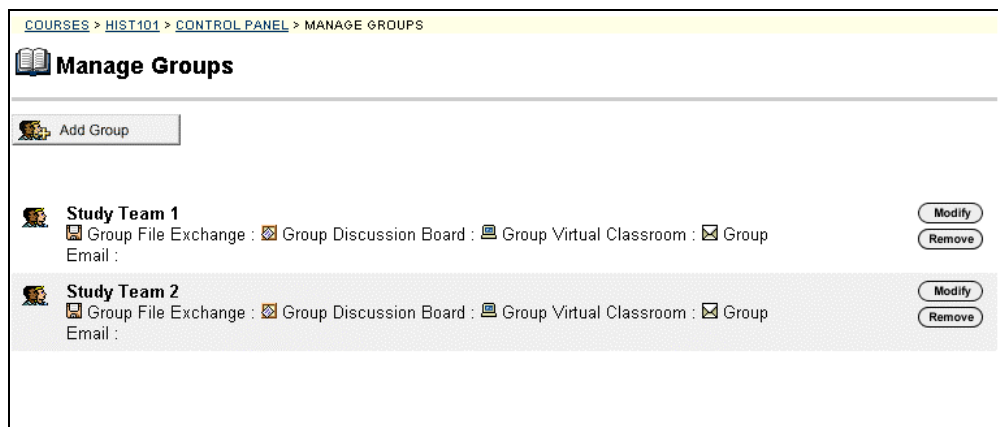 COURSES > HIST101 > CONTROL PANEL > MANAGE GROUPS
Manage Groups
Add Group
Study Team 1
Group File Exchange : Group Discussion Board : Group Virtual Classroom : Group
Email :
Modify
Remove
Study Team 2
Group File Exchange : Group Discussion Board : Group Virtual Classroom : Group
Email :
Modify
Remove